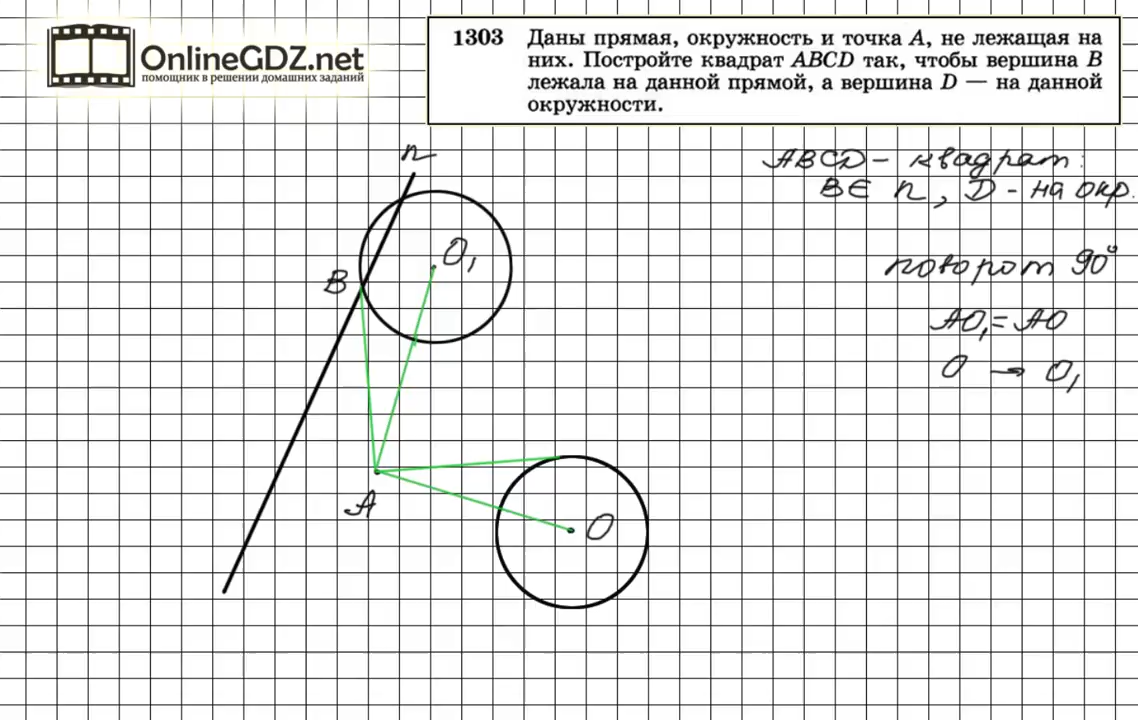 OnlineGDZ.net
помощник в решении домашних заданий
1303 Даны прямая, окружность и точка A, не лежащая на
них. Постройте квадрат ABCD так, чтобы вершина B
лежала на данной прямой, а вершина D — на данной
окружности.
ABCD - квадрат:
B ∈ n, D - на окр.
n
O₁
B
поворот 90°
AO₁ = AO
O → O₁
A
O